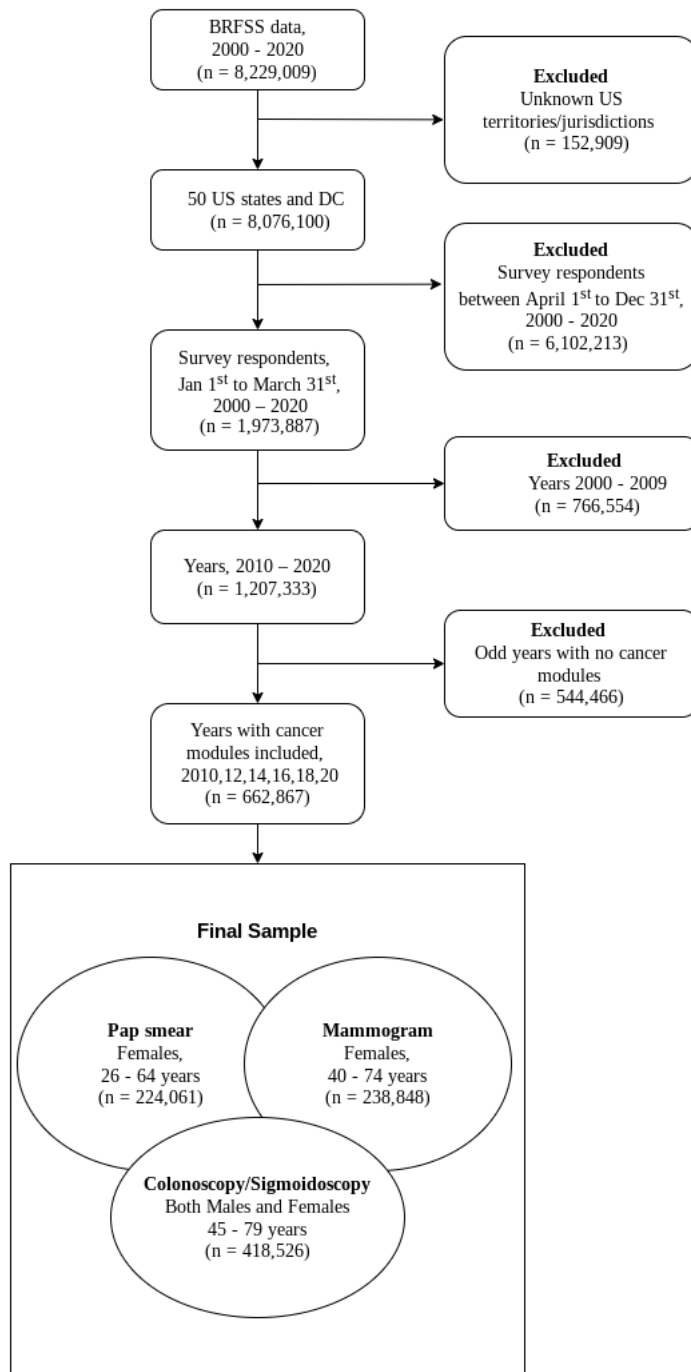 BRFSS data,
2000 - 2020
(n = 8,229,009)
Excluded
Unknown US
territories/jurisdictions
(n = 152,909)
50 US states and DC
(n = 8,076,100)
Excluded
Survey respondents
between April 1st to Dec 31st,
2000 - 2020
(n = 6,102,213)
Survey respondents,
Jan 1st to March 31st,
2000 – 2020
(n = 1,973,887)
Excluded
Years 2000 - 2009
(n = 766,554)
Years, 2010 – 2020
(n = 1,207,333)
Excluded
Odd years with no cancer
modules
(n = 544,466)
Years with cancer
modules included,
2010,12,14,16,18,20
(n = 662,867)
Final Sample
Pap smear
Females,
26 - 64 years
(n = 224,061)
Mammogram
Females,
40 - 74 years
(n = 238,848)
Colonoscopy/Sigmoidoscopy
Both Males and Females
45 - 79 years
(n = 418,526)